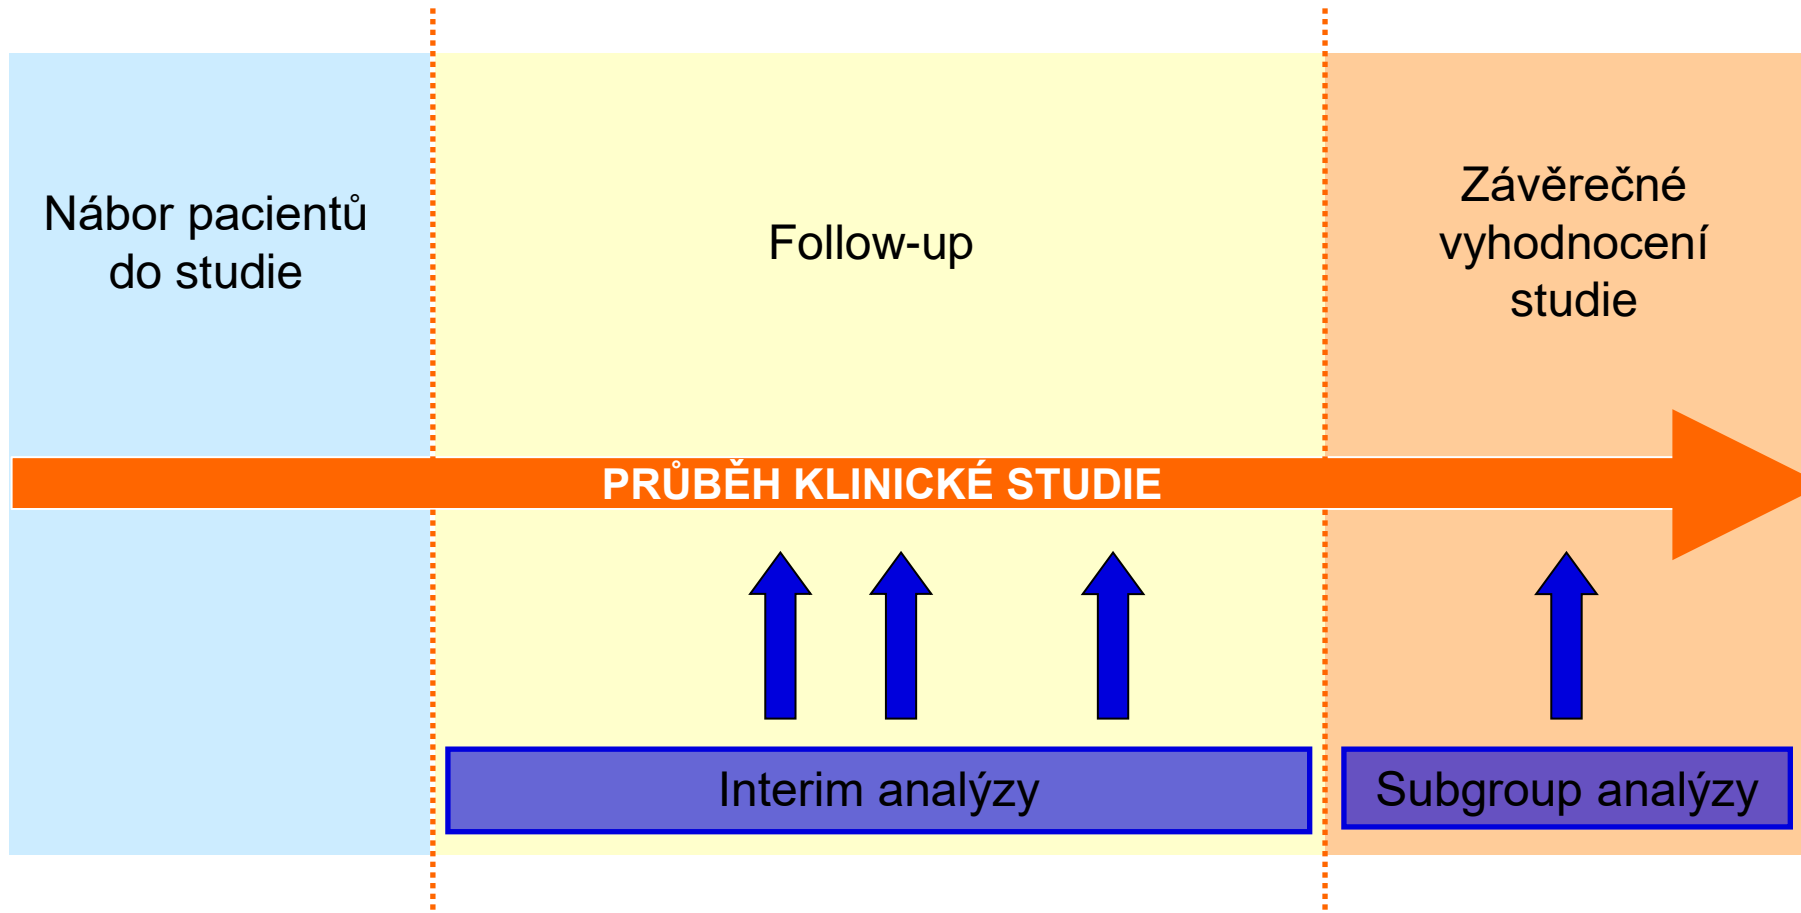 Nábor pacientů
do studie
Follow-up
Závěrečné
vyhodnocení
studie
PRŮBĚH KLINICKÉ STUDIE
Interim analýzy
Subgroup analýzy